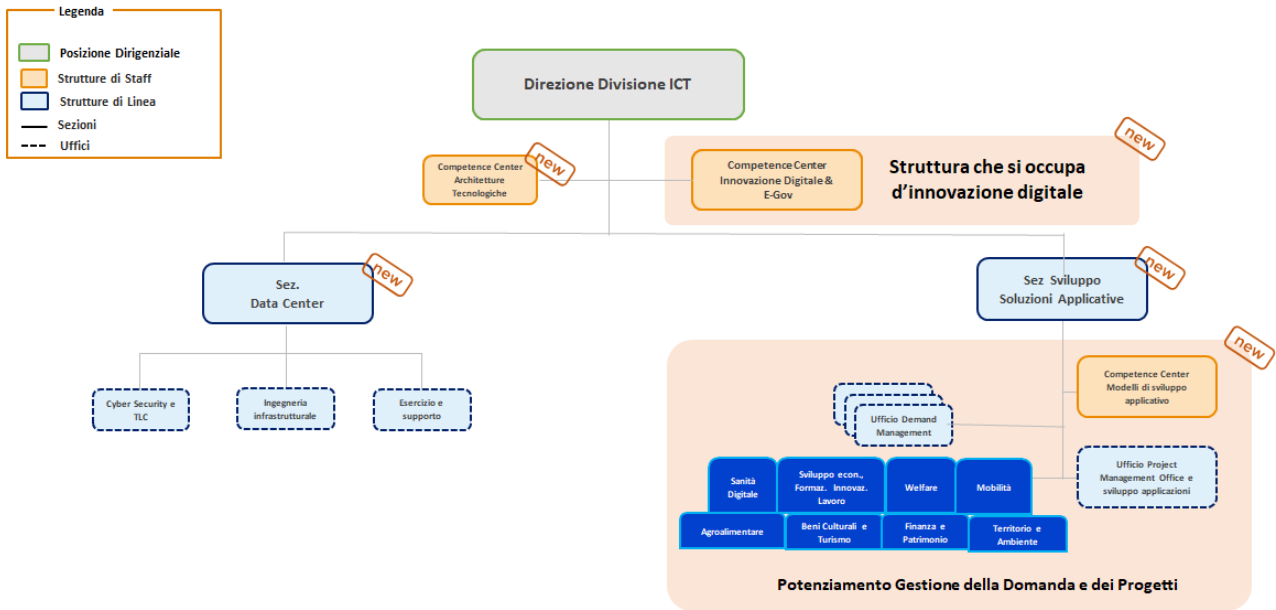 Legenda
Posizione Dirigenziale
Strutture di Staff
Strutture di Linea
Sezioni
Uffici
Direzione Divisione ICT
new
Competence Center
Architetture
Tecnologiche
new
Competence Center
Innovazione Digitale &
E-Gov
Struttura che si occupa
d'innovazione digitale
new
Sez.
Data Center
new
Sez Sviluppo
Soluzioni Applicative
new
Cyber Security e
TLC
Ingegneria
infrastrutturale
Esercizio e
supporto
Competence Center
Modelli di sviluppo
applicativo
Ufficio Demand
Management
Ufficio Project
Management Office e
sviluppo applicazioni
Sanità
Digitale
Sviluppo econ.,
Formaz. Innovaz.
Lavoro
Welfare
Mobilità
Agroalimentare
Beni Culturali e
Turismo
Finanza e
Patrimonio
Territorio e
Ambiente
Potenziamento Gestione della Domanda e dei Progetti